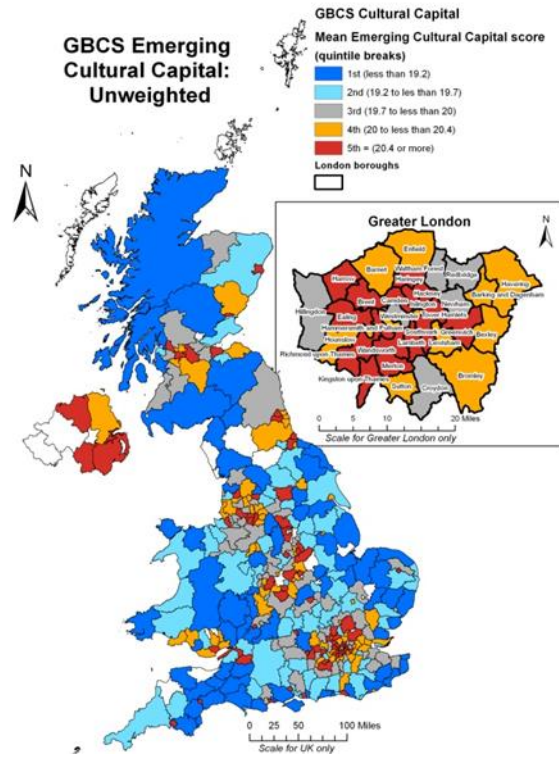 GBCS Emerging
Cultural Capital:
Unweighted
GBCS Cultural Capital
Mean Emerging Cultural Capital score
(quintile breaks)
1st (less than 19.2)
2nd (19.2 to les than 19.7)
3rd (19.7 to less than 20)
4th (20 to less than 20.4)
5th = (20.4 or more)
London boroughs
N
Greater London
N
Enfield
Barnet
Waltham Forest
Haringey
Redbridge
Harrow
Havering
Hackney
Barking and Dagenham
Brent
Camden
Islington
Newham
Hillingdon
Ealing
Westminster
Tower Hamlets
Hammersmith and Fulham
Southwark
Greenwich
Hounslow
Bexley
Lambeth
Lewisham
Richmond upon Thames
Wandsworth
Merton
Kingston upon Thames
Bromley
Sutton
Croydon
0 5 10 20 Miles
Scale for Greater London only
0 25 50 100 Miles
Scale for UK only